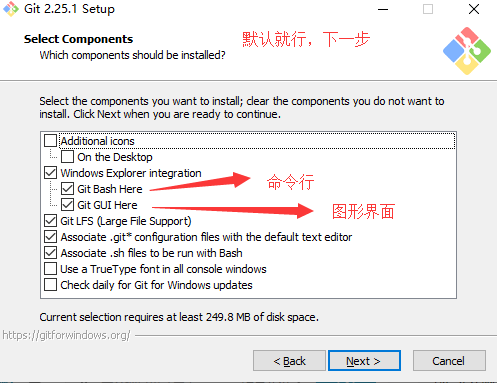 Git 2.25.1 Setup
Select Components
Which components should be installed?
默认就行，下一步
Select the components you want to install; clear the components you do not want to
install. Click Next when you are ready to continue.
Additional icons
On the Desktop
Windows Explorer integration
Git Bash Here
命令行
Git GUI Here
图形界面
Git LFS (Large File Support)
Associate .git* configuration files with the default text editor
Associate .sh files to be run with Bash
Use a TrueType font in all console windows
Check daily for Git for Windows updates
Current selection requires at least 249.8 MB of disk space.
https://gitforwindows.org/
< Back
Next >
Cancel